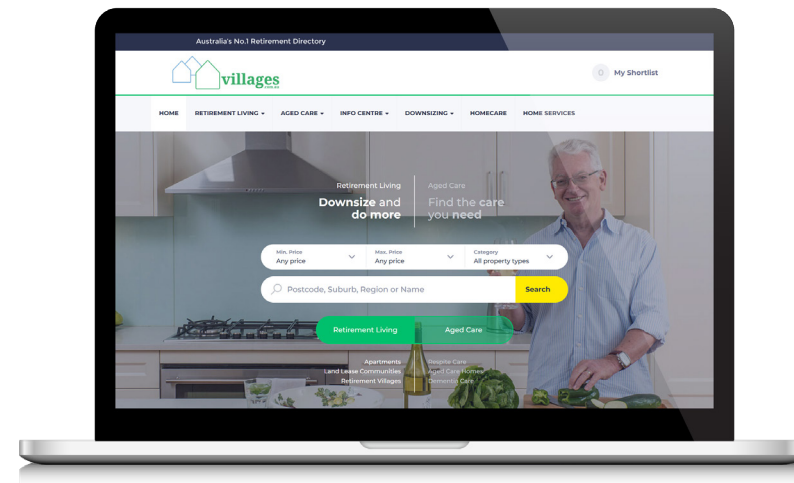 Australia's No.1 Retirement Directory
villages
.com.au
0 My Shortlist
HOME RETIREMENT LIVING AGED CARE INFO CENTRE DOWNSIZING HOMECARE HOME SERVICES
Retirement Living
Downsize and
do more
Aged Care
Find the care
you need
Min. Price
Any price
Max. Price
Any price
Category
All property types
Postcode, Suburb, Region or Name
Search
Retirement Living
Aged Care
Apartments
Land Lease Communities
Retirement Villages
Respite Care
Aged Care Homes
Dementia Care